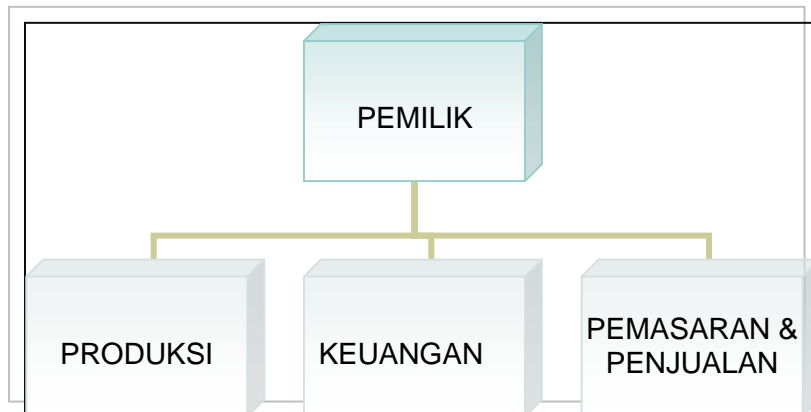 PEMILIK
PRODUKSI
KEUANGAN
PEMASARAN &
PENJUALAN